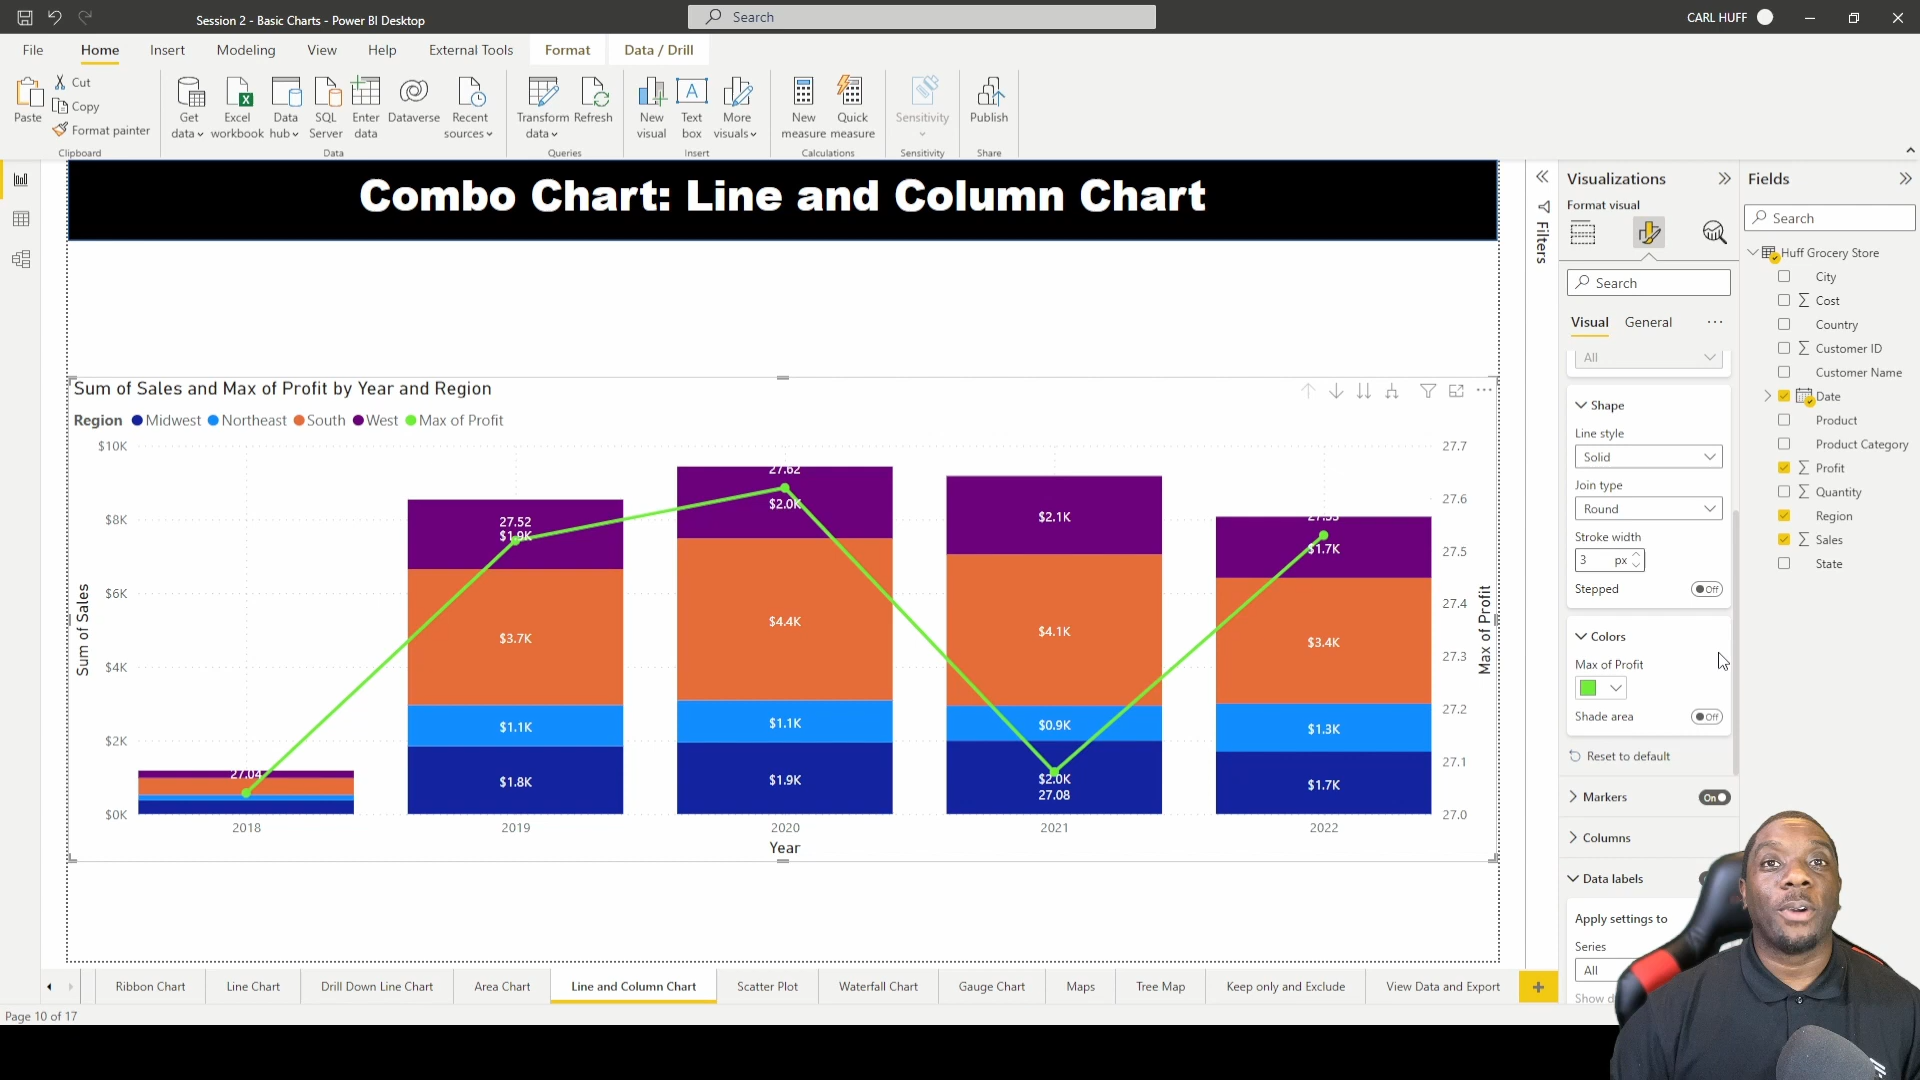 Session 2 - Basic Charts - Power BI Desktop
Search
CARL HUFF
File Home Insert Modeling View Help External Tools Format Data / Drill
Paste
Cut
Copy
Format painter
Clipboard
Get data
Excel workbook
Data hub
SQL Server
Enter data
Dataverse
Recent sources
Data
Transform data
Refresh
Queries
New visual
Text box
More visuals
Insert
New measure
Quick measure
Calculations
Sensitivity
Sensitivity
Publish
Share
Combo Chart: Line and Column Chart
Sum of Sales and Max of Profit by Year and Region
Region Midwest Northeast South West Max of Profit
$10K
$8K
$6K
$4K
$2K
$0K
Sum of Sales
27.04
27.52
$1.9K
$3.7K
$1.1K
$1.8K
27.62
$2.0K
$4.4K
$1.1K
$1.9K
$2.1K
$4.1K
$0.9K
$2.0K
27.08
27.53
$1.7K
$3.4K
$1.3K
$1.7K
27.7
27.6
27.5
27.4
27.3
27.2
27.1
27.0
Max of Profit
2018 2019 2020 2021 2022
Year
Filters
Visualizations
Format visual
Search
Visual General
All
Shape
Line style
Solid
Join type
Round
Stroke width
3 px
Stepped Off
Colors
Max of Profit
Shade area Off
Reset to default
Markers On
Columns
Data labels
Apply settings to
Series
All
Fields
Search
Huff Grocery Store
City
Cost
Country
Customer ID
Customer Name
Date
Product
Product Category
Profit
Quantity
Region
Sales
State
Ribbon Chart Line Chart Drill Down Line Chart Area Chart Line and Column Chart Scatter Plot Waterfall Chart Gauge Chart Maps Tree Map Keep only and Exclude View Data and Export
Page 10 of 17